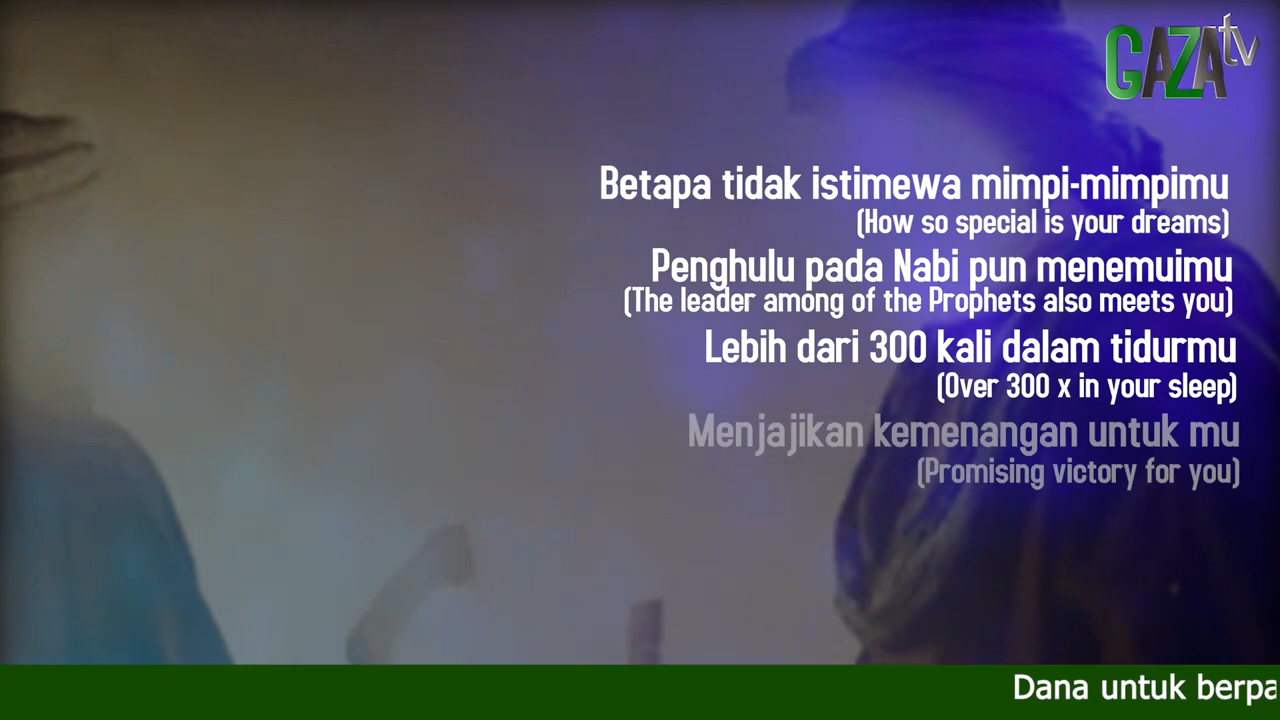 GAZAtv
Betapa tidak istimewa mimpi-mimpimu
(How so special is your dreams)
Penghulu pada Nabi pun menemuimu
(The leader among of the Prophets also meets you)
Lebih dari 300 kali dalam tidurmu
(Over 300 x in your sleep)
Menjajikan kemenangan untuk mu
(Promising victory for you)
Dana untuk berpa